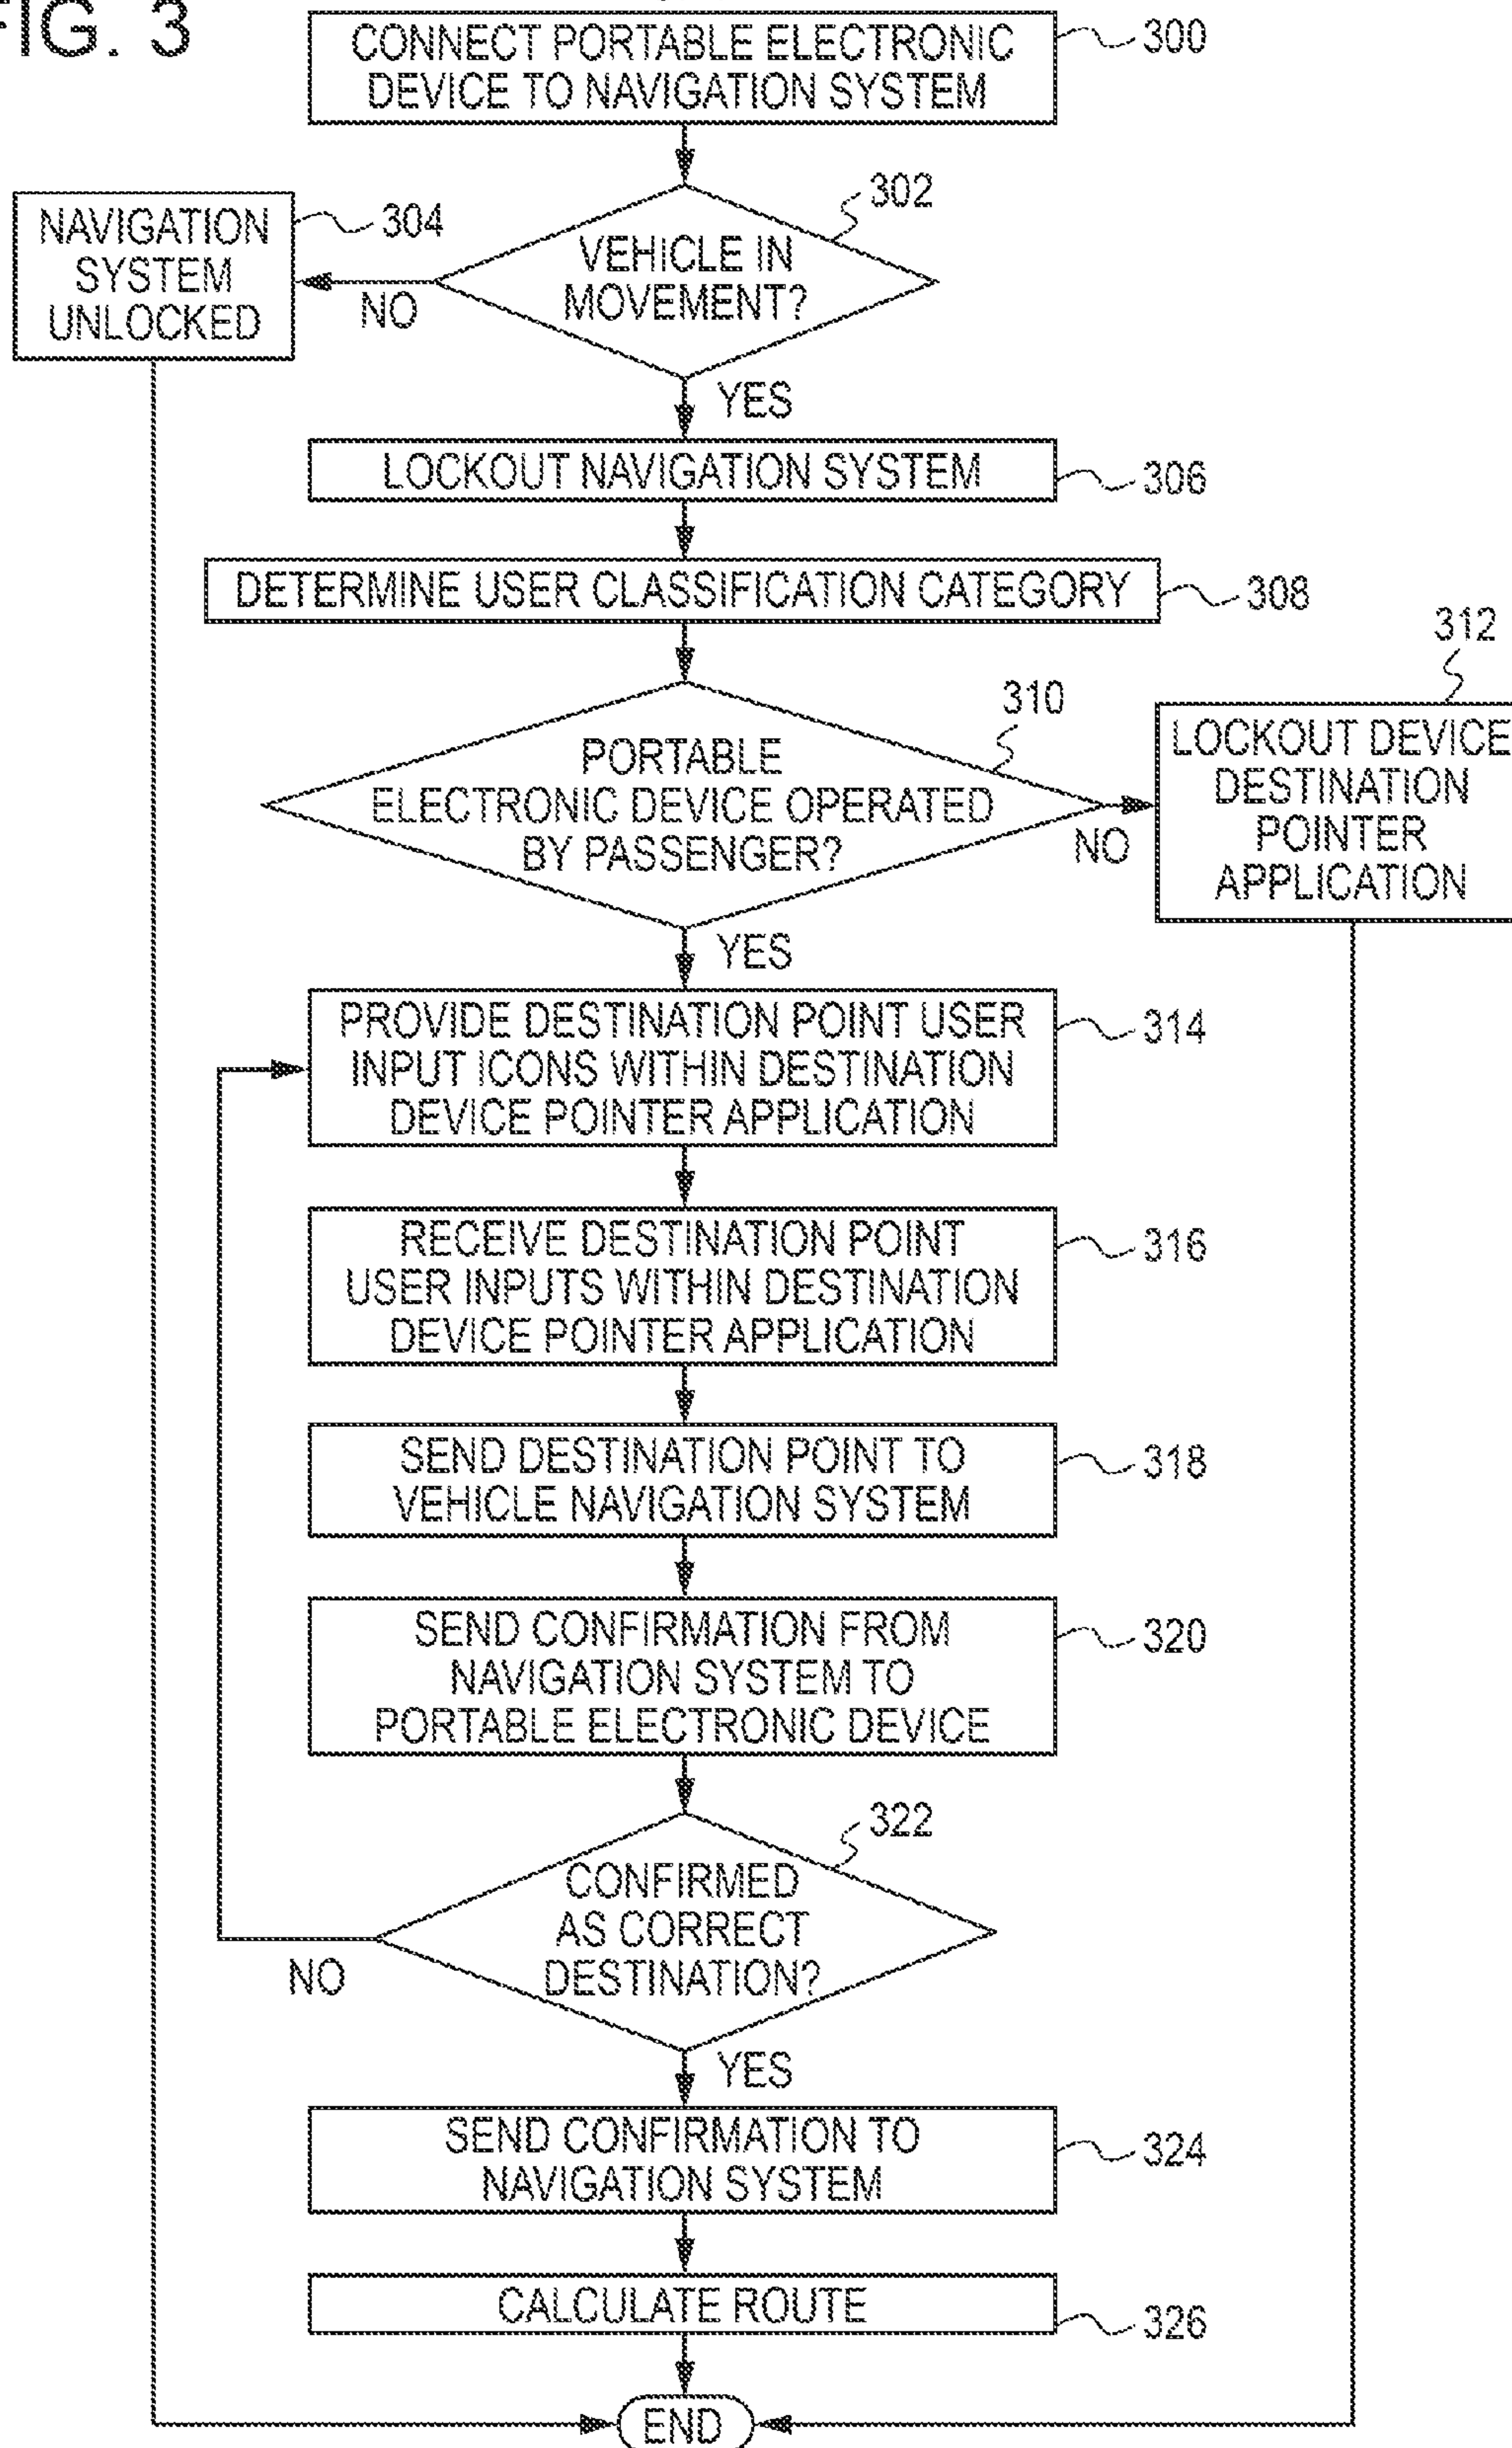 FIG. 3
CONNECT PORTABLE ELECTRONIC
DEVICE TO NAVIGATION SYSTEM
300
302
VEHICLE IN
MOVEMENT?
304
NAVIGATION
SYSTEM
UNLOCKED
NO
YES
LOCKOUT NAVIGATION SYSTEM
306
DETERMINE USER CLASSIFICATION CATEGORY
308
310
PORTABLE
ELECTRONIC DEVICE OPERATED
BY PASSENGER?
NO
312
LOCKOUT DEVICE
DESTINATION
POINTER
APPLICATION
YES
PROVIDE DESTINATION POINT USER
INPUT ICONS WITHIN DESTINATION
DEVICE POINTER APPLICATION
314
RECEIVE DESTINATION POINT
USER INPUTS WITHIN DESTINATION
DEVICE POINTER APPLICATION
316
SEND DESTINATION POINT TO
VEHICLE NAVIGATION SYSTEM
318
SEND CONFIRMATION FROM
NAVIGATION SYSTEM TO
PORTABLE ELECTRONIC DEVICE
320
322
CONFIRMED
AS CORRECT
DESTINATION?
NO
YES
SEND CONFIRMATION TO
NAVIGATION SYSTEM
324
CALCULATE ROUTE
326
END